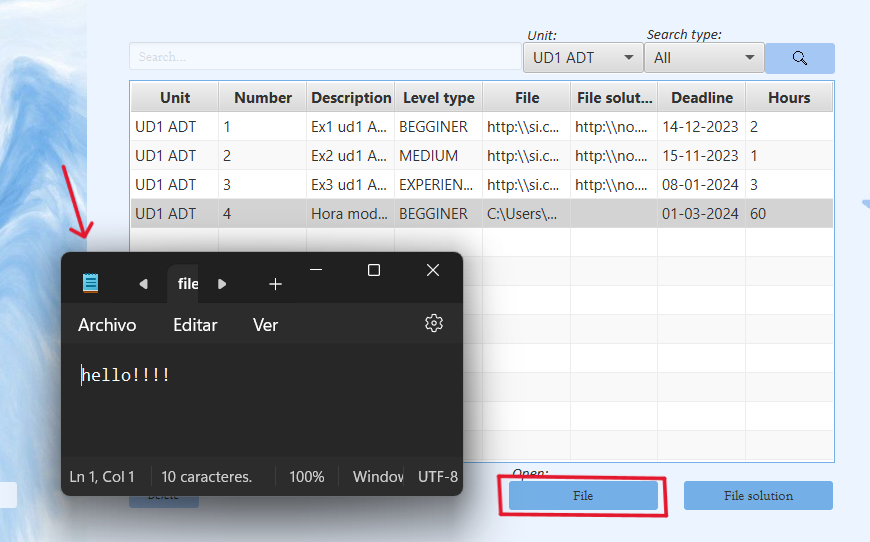 Unit:
Search type:
Search...
UD1 ADT
All
Unit Number Description Level type File File solut... Deadline Hours
UD1 ADT 1 Ex1 ud1 A... BEGGINER http:\\si.c... http:\\no.... 14-12-2023 2
UD1 ADT 2 Ex2 ud1 A... MEDIUM http:\\si.c... http:\\no.... 15-11-2023 1
UD1 ADT 3 Ex3 ud1 A... EXPERIEN... http:\\si.c... http:\\no.... 08-01-2024 3
UD1 ADT 4 Hora mod... BEGGINER C:\Users\... 01-03-2024 60
file
Archivo Editar Ver
hello!!!!
Ln 1, Col 1 10 caracteres. 100% Window UTF-8
Open:
Delete
File
File solution